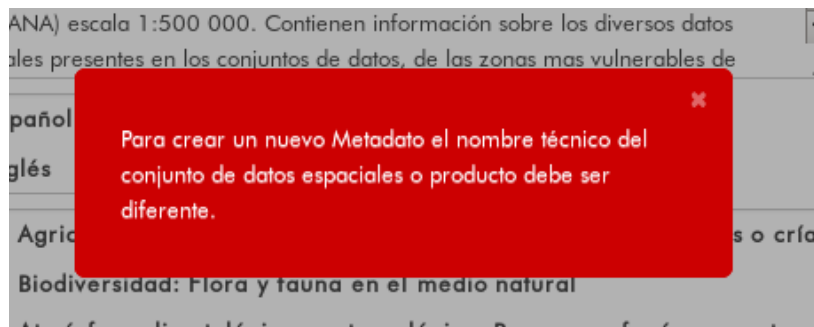 ANA) escala 1:500 000. Contienen información sobre los diversos datos
ales presentes en los conjuntos de datos, de las zonas mas vulnerables de
pañol
glés
Para crear un nuevo Metadato el nombre técnico del
conjunto de datos espaciales o producto debe ser
diferente.
Agric
s o cría
Biodiversidad: Flora y fauna en el medio natural